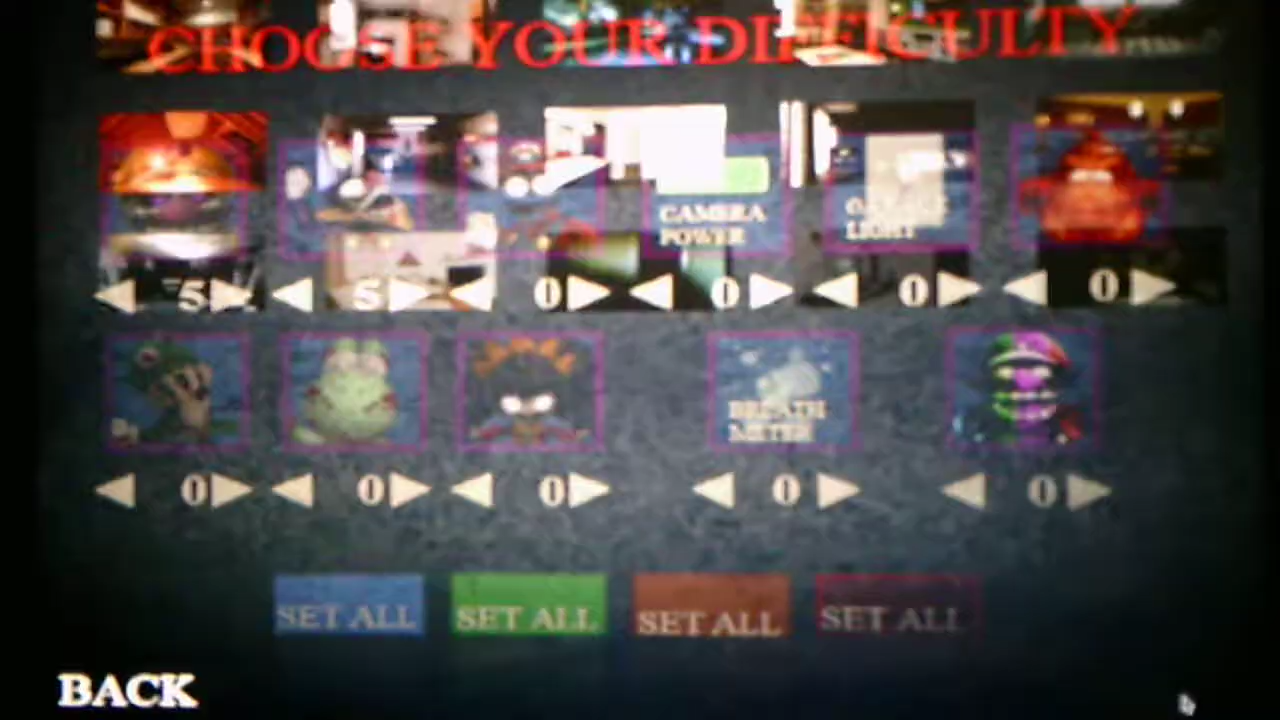 CHOOSE YOUR DIFFICULTY
CAMERA
POWER
LIGHT
5 5 0 0 0 0
BREATH
METER
0 0 0 0 0
SET ALL SET ALL SET ALL SET ALL
BACK